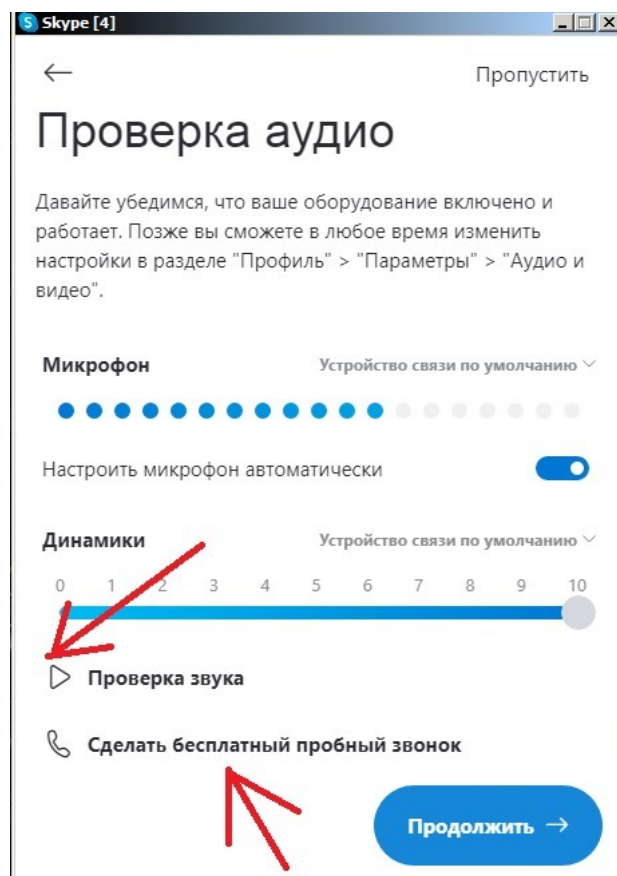 Skype [4]
Пропустить
Проверка аудио
Давайте убедимся, что ваше оборудование включено и
работает. Позже вы сможете в любое время изменить
настройки в разделе "Профиль" > "Параметры" > "Аудио и
видео".
Микрофон Устройство связи по умолчанию
Настроить микрофон автоматически
Динамики Устройство связи по умолчанию
0 1 2 3 4 5 6 7 8 9 10
Проверка звука
Сделать бесплатный пробный звонок
Продолжить